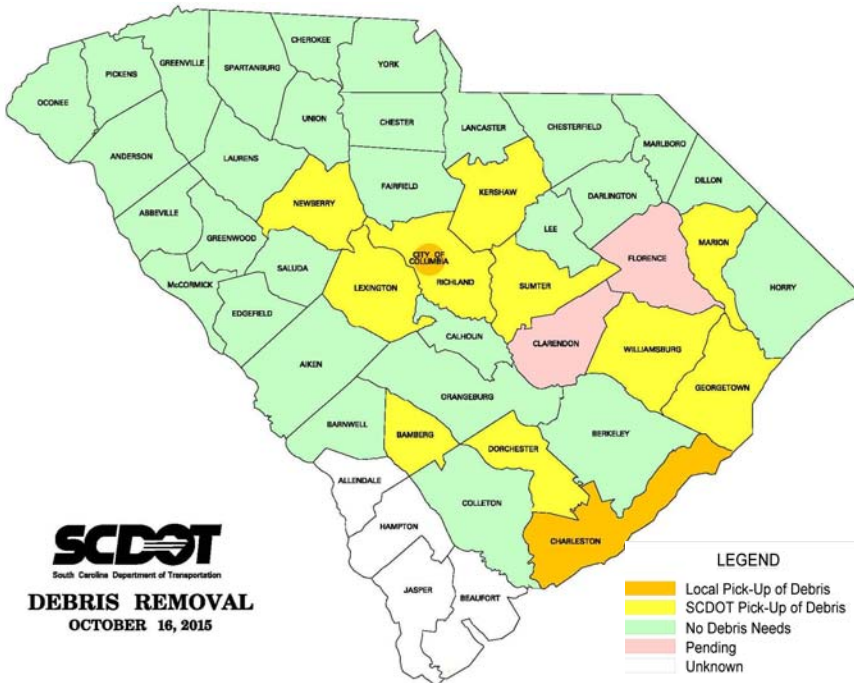 CHEROKEE
YORK
GREENVILLE
PICKENS
SPARTANBURG
OCONEE
UNION
CHESTER
LANCASTER
CHESTERFIELD
MARLBORO
ANDERSON
LAURENS
DILLON
FAIRFIELD
KERSHAW
DARLINGTON
NEWBERRY
ABBEVILLE
LEE
GREENWOOD
MARION
CITY OF
COLUMBIA
FLORENCE
SALUDA
RICHLAND
McCORMICK
LEXINGTON
SUMTER
HORRY
EDGEFIELD
CALHOUN
CLARENDON
WILLIAMSBURG
AIKEN
GEORGETOWN
ORANGEBURG
BARNWELL
BAMBERG
BERKELEY
DORCHESTER
ALLENDALE
COLLETON
HAMPTON
CHARLESTON
JASPER
BEAUFORT
SCDOT
South Carolina Department of Transportation
DEBRIS REMOVAL
OCTOBER 16, 2015
LEGEND
Local Pick-Up of Debris
SCDOT Pick-Up of Debris
No Debris Needs
Pending
Unknown